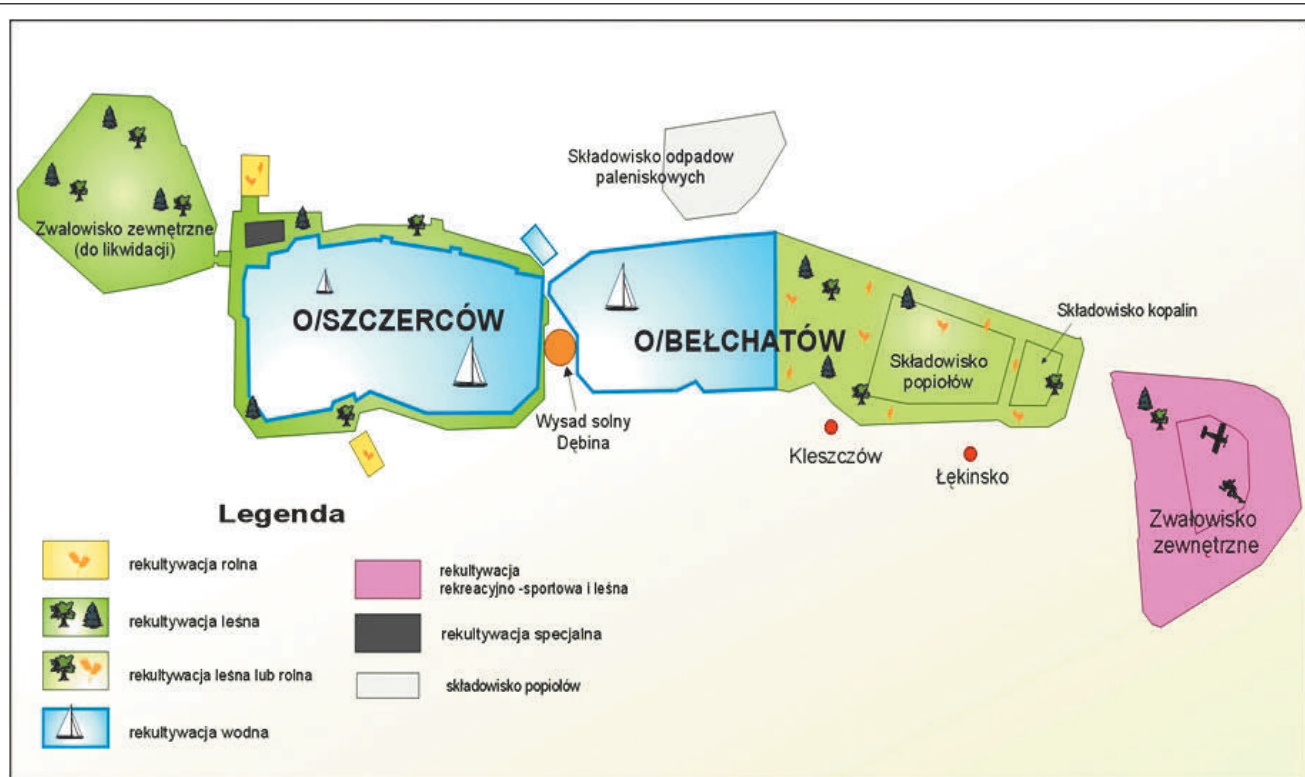 Składowisko odpadow
paleniskowych
Zwałowisko zewnętrzne
(do likwidacji)
O/SZCZERCÓW
O/BEŁCHATÓW
Składowisko kopalin
Składowisko
popiołów
Wysad solny
Dębina
Kleszczów
Łękinsko
Zwałowisko
zewnętrzne
Legenda
rekultywacja rolna
rekultywacja leśna
rekultywacja leśna lub rolna
rekultywacja wodna
rekultywacja
rekreacyjno -sportowa i leśna
rekultywacja specjalna
składowisko popiołów